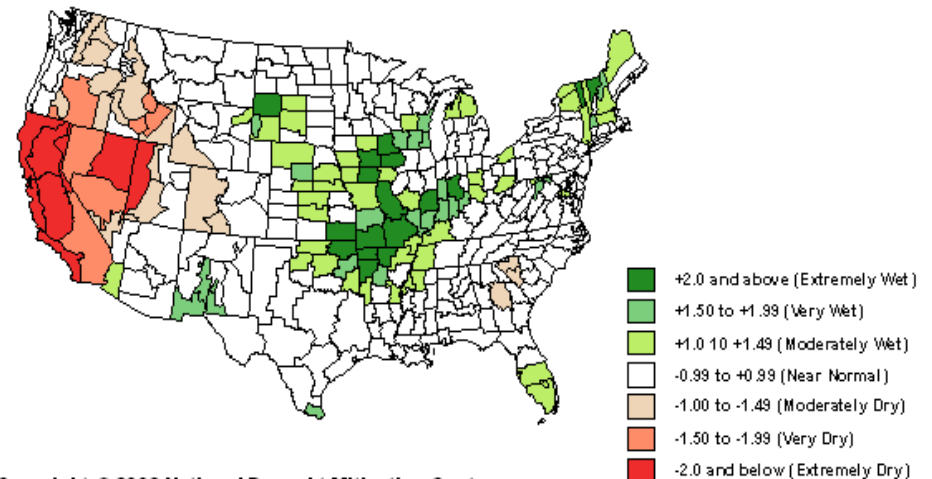 +2.0 and above (Extremely Wet)
+1.50 to +1.99 (Very Wet)
+1.0 10 +1.49 (Moderately Wet)
-0.99 to +0.99 (Near Normal)
-1.00 to -1.49 (Moderately Dry)
-1.50 to -1.99 (Very Dry)
-2.0 and below (Extremely Dry)